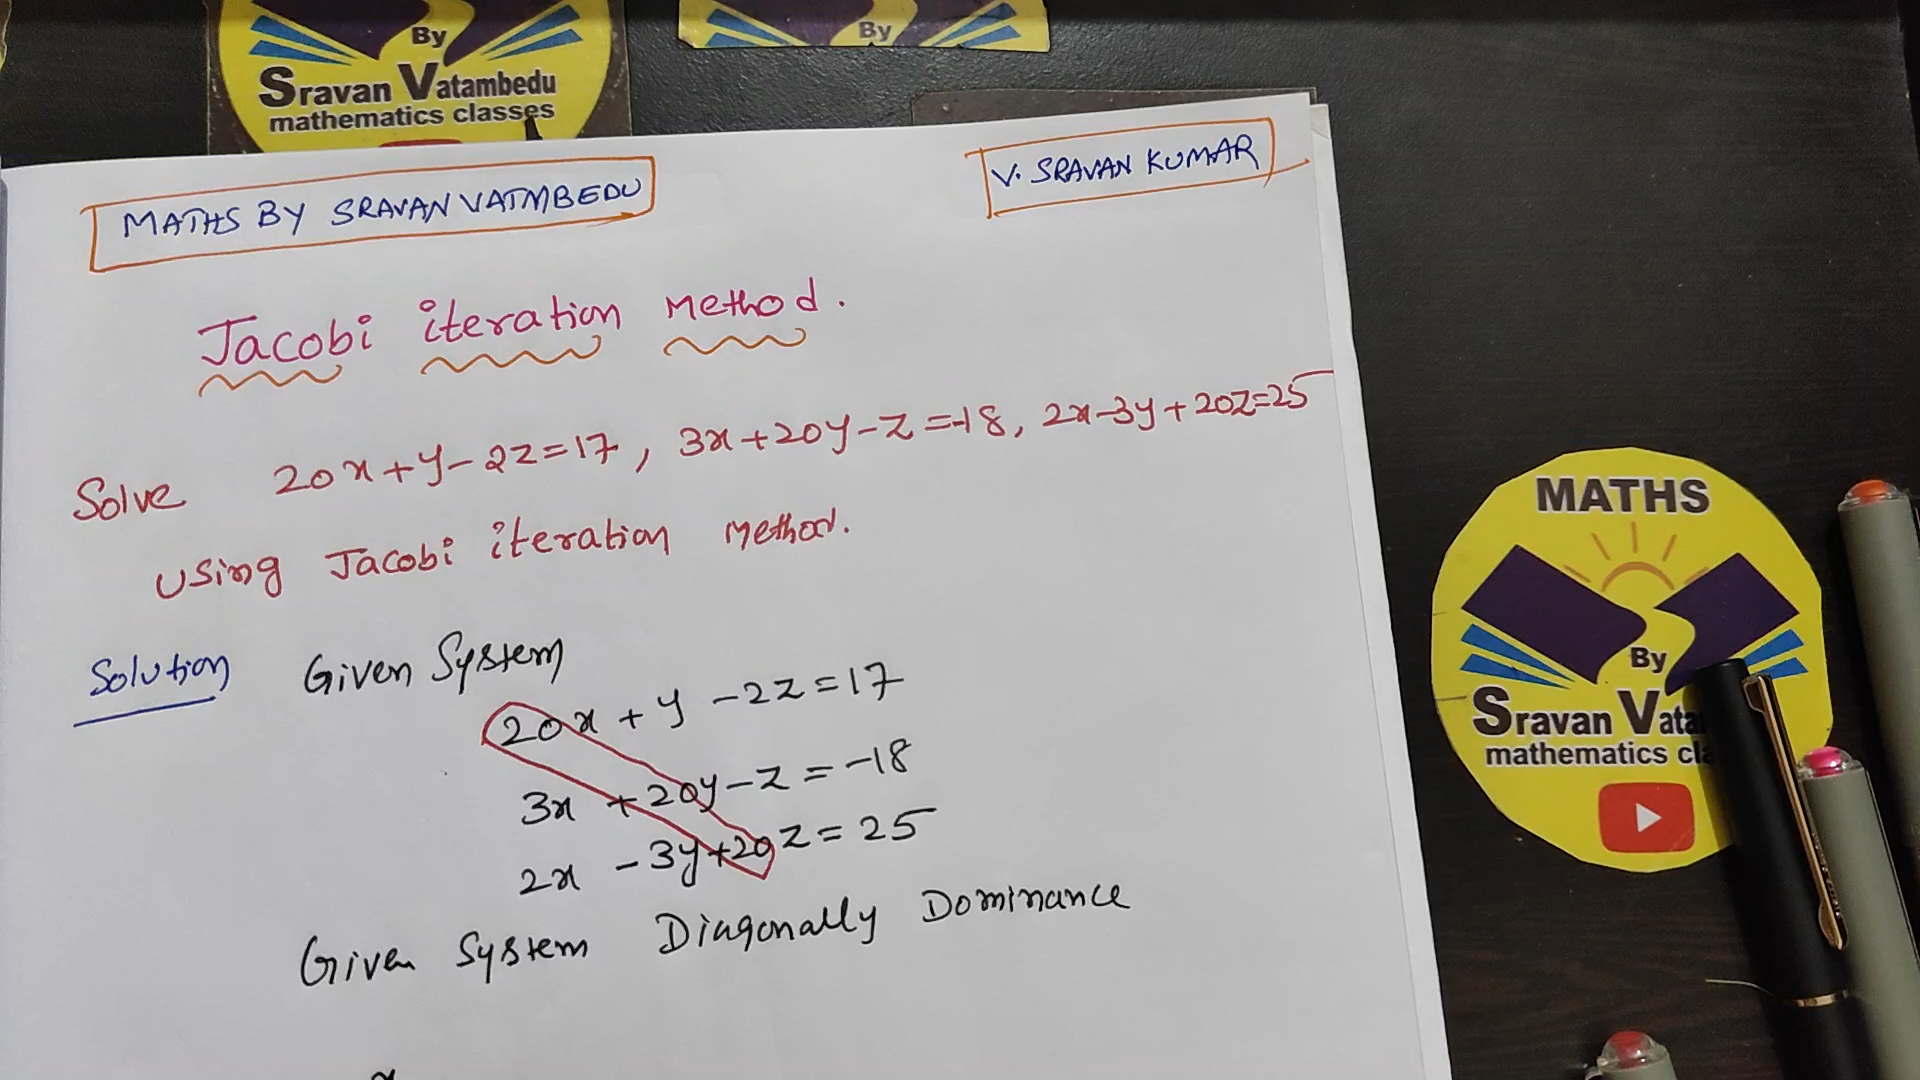 By
Sravan Vatambedu
mathematics classes
By
MATHS BY SRAVAN VATMBEDU
V. SRAVAN KUMAR
Jacobi iteration Method.
Solve 20x+y-2z=17, 3x+20y-z=-18, 2x-3y+20z=25
using Jacobi iteration Method.
Solution Given System
20x + y - 2z = 17
3x + 20y - z = -18
2x - 3y + 20z = 25
Given System Diagonally Dominance
MATHS
By
Sravan Vata
mathematics cla